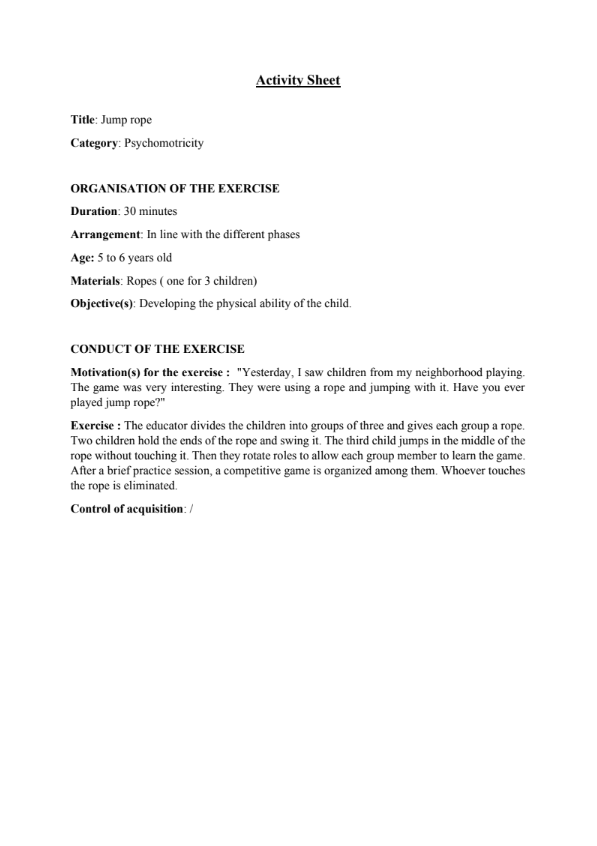 Activity Sheet
Title: Jump rope
Category: Psychomotricity
ORGANISATION OF THE EXERCISE
Duration: 30 minutes
Arrangement: In line with the different phases
Age: 5 to 6 years old
Materials: Ropes ( one for 3 children)
Objective(s): Developing the physical ability of the child.
CONDUCT OF THE EXERCISE
Motivation(s) for the exercise :  "Yesterday, I saw children from my neighborhood playing.
The game was very interesting. They were using a rope and jumping with it. Have you ever
played jump rope?"
Exercise : The educator divides the children into groups of three and gives each group a rope.
Two children hold the ends of the rope and swing it. The third child jumps in the middle of the
rope without touching it. Then they rotate roles to allow each group member to learn the game.
After a brief practice session, a competitive game is organized among them. Whoever touches
the rope is eliminated.
Control of acquisition: /